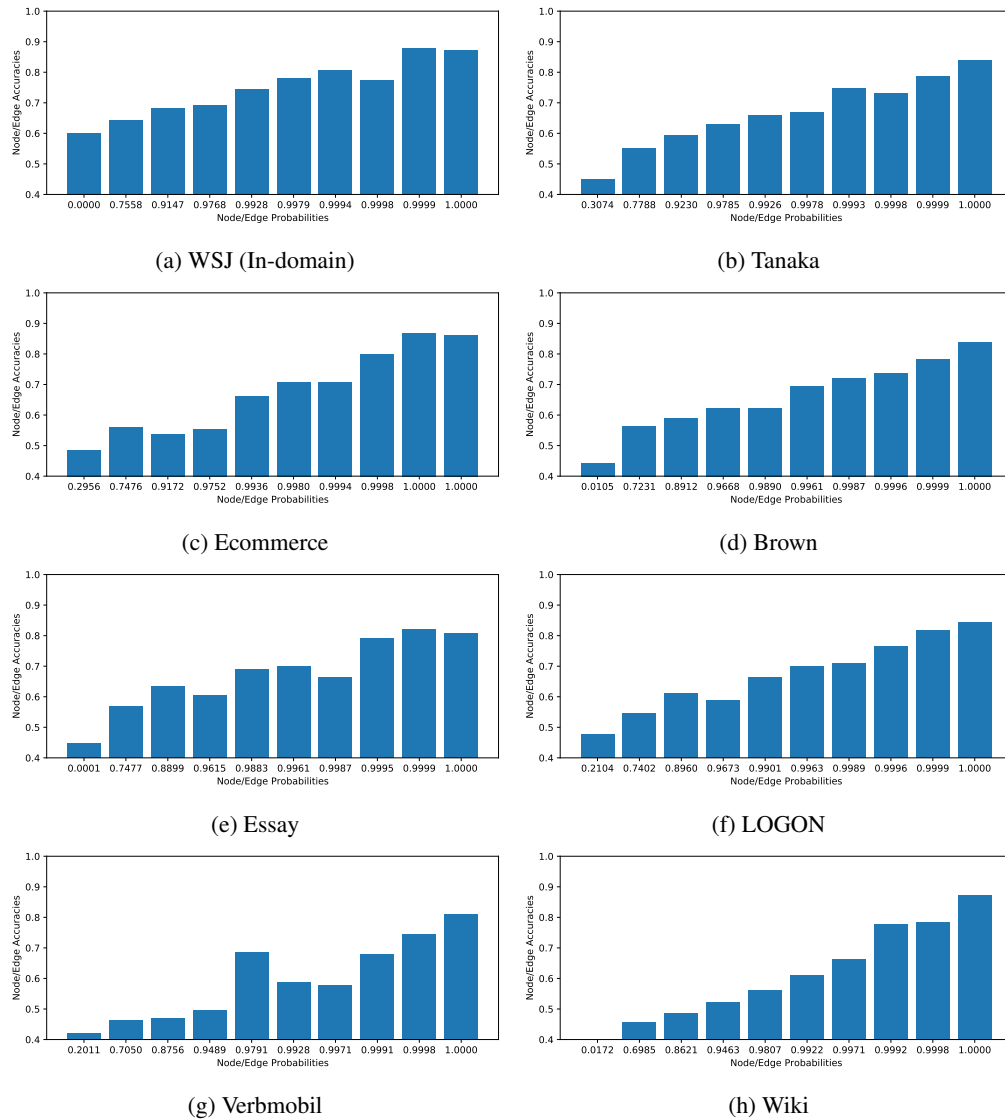 1.0
0.9
0.8
0.7
0.6
0.5
0.4
Node/Edge Accuracies
0.0000 0.7558 0.9147 0.9768 0.9928 0.9979 0.9994 0.9998 0.9999 1.0000
Node/Edge Probabilities
(a) WSJ (In-domain)
1.0
0.9
0.8
0.7
0.6
0.5
0.4
Node/Edge Accuracies
0.3074 0.7788 0.9230 0.9785 0.9926 0.9978 0.9993 0.9998 0.9999 1.0000
Node/Edge Probabilities
(b) Tanaka
1.0
0.9
0.8
0.7
0.6
0.5
0.4
Node/Edge Accuracies
0.2956 0.7476 0.9172 0.9752 0.9936 0.9980 0.9994 0.9998 1.0000 1.0000
Node/Edge Probabilities
(c) Ecommerce
1.0
0.9
0.8
0.7
0.6
0.5
0.4
Node/Edge Accuracies
0.0105 0.7231 0.8912 0.9668 0.9890 0.9961 0.9987 0.9996 0.9999 1.0000
Node/Edge Probabilities
(d) Brown
1.0
0.9
0.8
0.7
0.6
0.5
0.4
Node/Edge Accuracies
0.0001 0.7477 0.8899 0.9615 0.9883 0.9961 0.9987 0.9995 0.9999 1.0000
Node/Edge Probabilities
(e) Essay
1.0
0.9
0.8
0.7
0.6
0.5
0.4
Node/Edge Accuracies
0.2104 0.7402 0.8960 0.9673 0.9901 0.9963 0.9989 0.9996 0.9999 1.0000
Node/Edge Probabilities
(f) LOGON
1.0
0.9
0.8
0.7
0.6
0.5
0.4
Node/Edge Accuracies
0.2011 0.7050 0.8756 0.9489 0.9791 0.9928 0.9971 0.9991 0.9998 1.0000
Node/Edge Probabilities
(g) Verbmobil
1.0
0.9
0.8
0.7
0.6
0.5
0.4
Node/Edge Accuracies
0.0172 0.6985 0.8621 0.9463 0.9807 0.9922 0.9971 0.9992 0.9998 1.0000
Node/Edge Probabilities
(h) Wiki